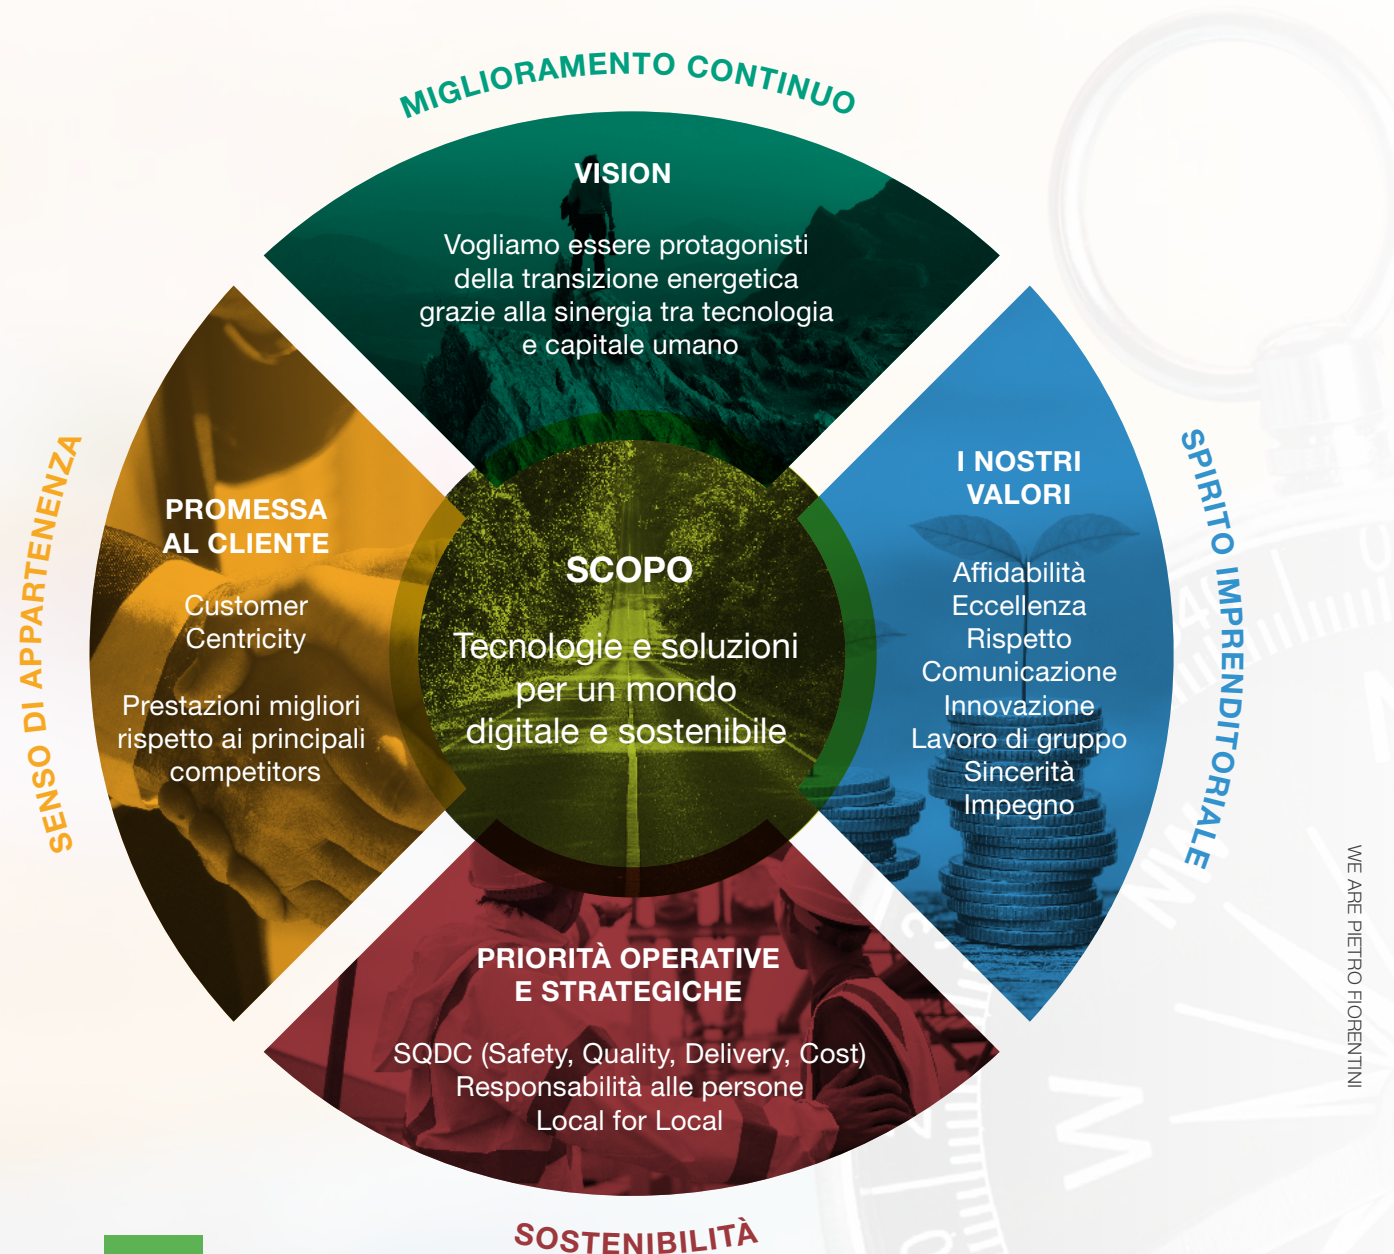 MIGLIORAMENTO CONTINUO
VISION
Vogliamo essere protagonisti
della transizione energetica
grazie alla sinergia tra tecnologia
e capitale umano
SENSO DI APPARTENENZA
PROMESSA
AL CLIENTE
Customer
Centricity
Prestazioni migliori
rispetto ai principali
competitors
SCOPO
Tecnologie e soluzioni
per un mondo
digitale e sostenibile
I NOSTRI
VALORI
Affidabilità
Eccellenza
Rispetto
Comunicazione
Innovazione
Lavoro di gruppo
Sincerità
Impegno
SPIRITO IMPRENDITORIALE
PRIORITÀ OPERATIVE
E STRATEGICHE
SQDC (Safety, Quality, Delivery, Cost)
Responsabilità alle persone
Local for Local
SOSTENIBILITÀ
WE ARE PIETRO FIORENTINI
NW
W